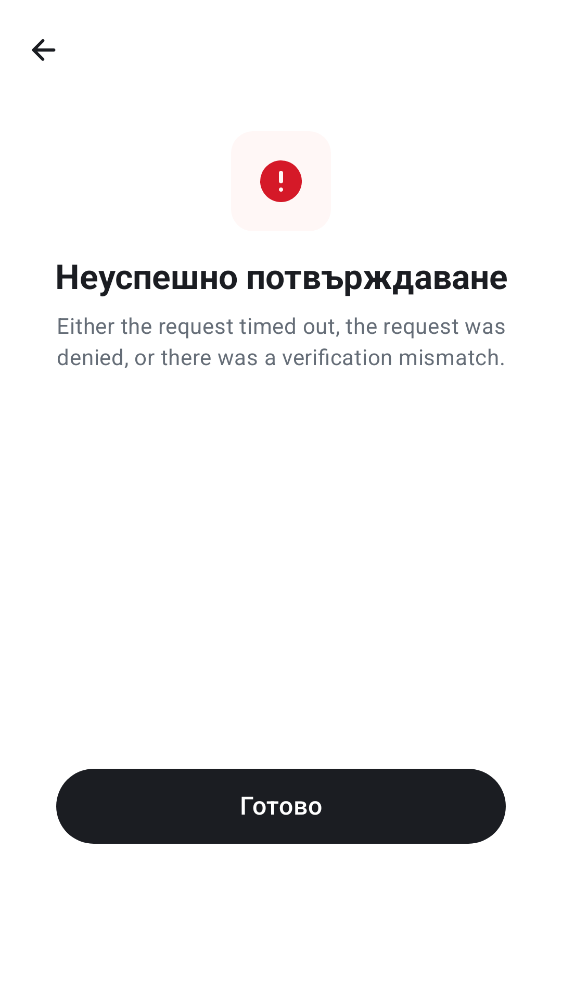 Неуспешно потвърждаване
Either the request timed out, the request was
denied, or there was a verification mismatch.
Готово